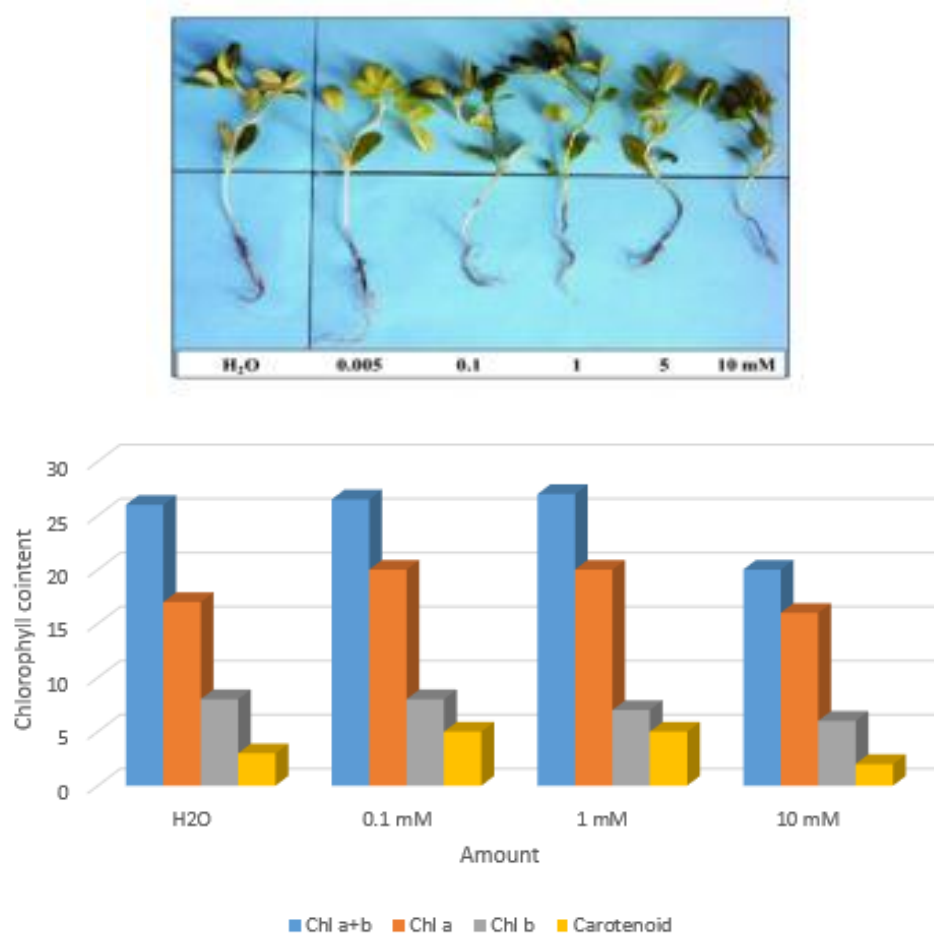 H₂O 0.005 0.1 1 5 10 mM
30
25
20
15
10
5
0
Chlorophyll cointent
H2O 0.1 mM 1 mM 10 mM
Amount
Chl a+b Chl a Chl b Carotenoid